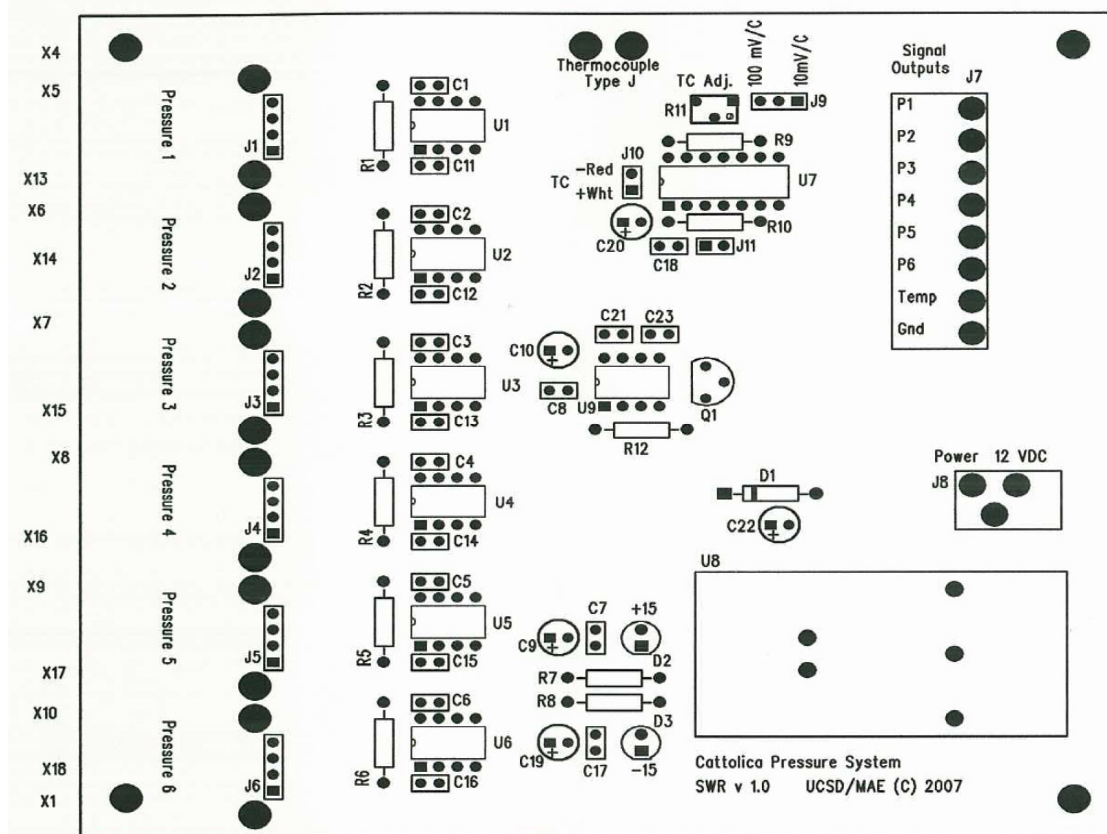 X4
X5
X13
X6
X14
X7
X15
X8
X16
X9
X17
X10
X18
X1
Pressure 1
J1
Pressure 2
J2
Pressure 3
J3
Pressure 4
J4
Pressure 5
J5
Pressure 6
J6
C1
U1
R1
C11
C2
U2
R2
C12
C3
U3
R3
C13
C4
U4
R4
C14
C5
U5
R5
C15
C6
U6
R6
C16
Thermocouple
Type J
TC Adj.
100 mV/C
10mV/C
R11
J9
R9
J10
-Red
TC
+Wht
U7
R10
C20
C18
J11
C21
C23
C10
C8
U9
Q1
R12
Signal
Outputs
J7
P1
P2
P3
P4
P5
P6
Temp
Gnd
Power 12 VDC
J8
D1
C22
U8
C7
+15
C9
D2
R7
R8
D3
C19
C17
-15
Cattolica Pressure System
SWR v 1.0 UCSD/MAE (C) 2007